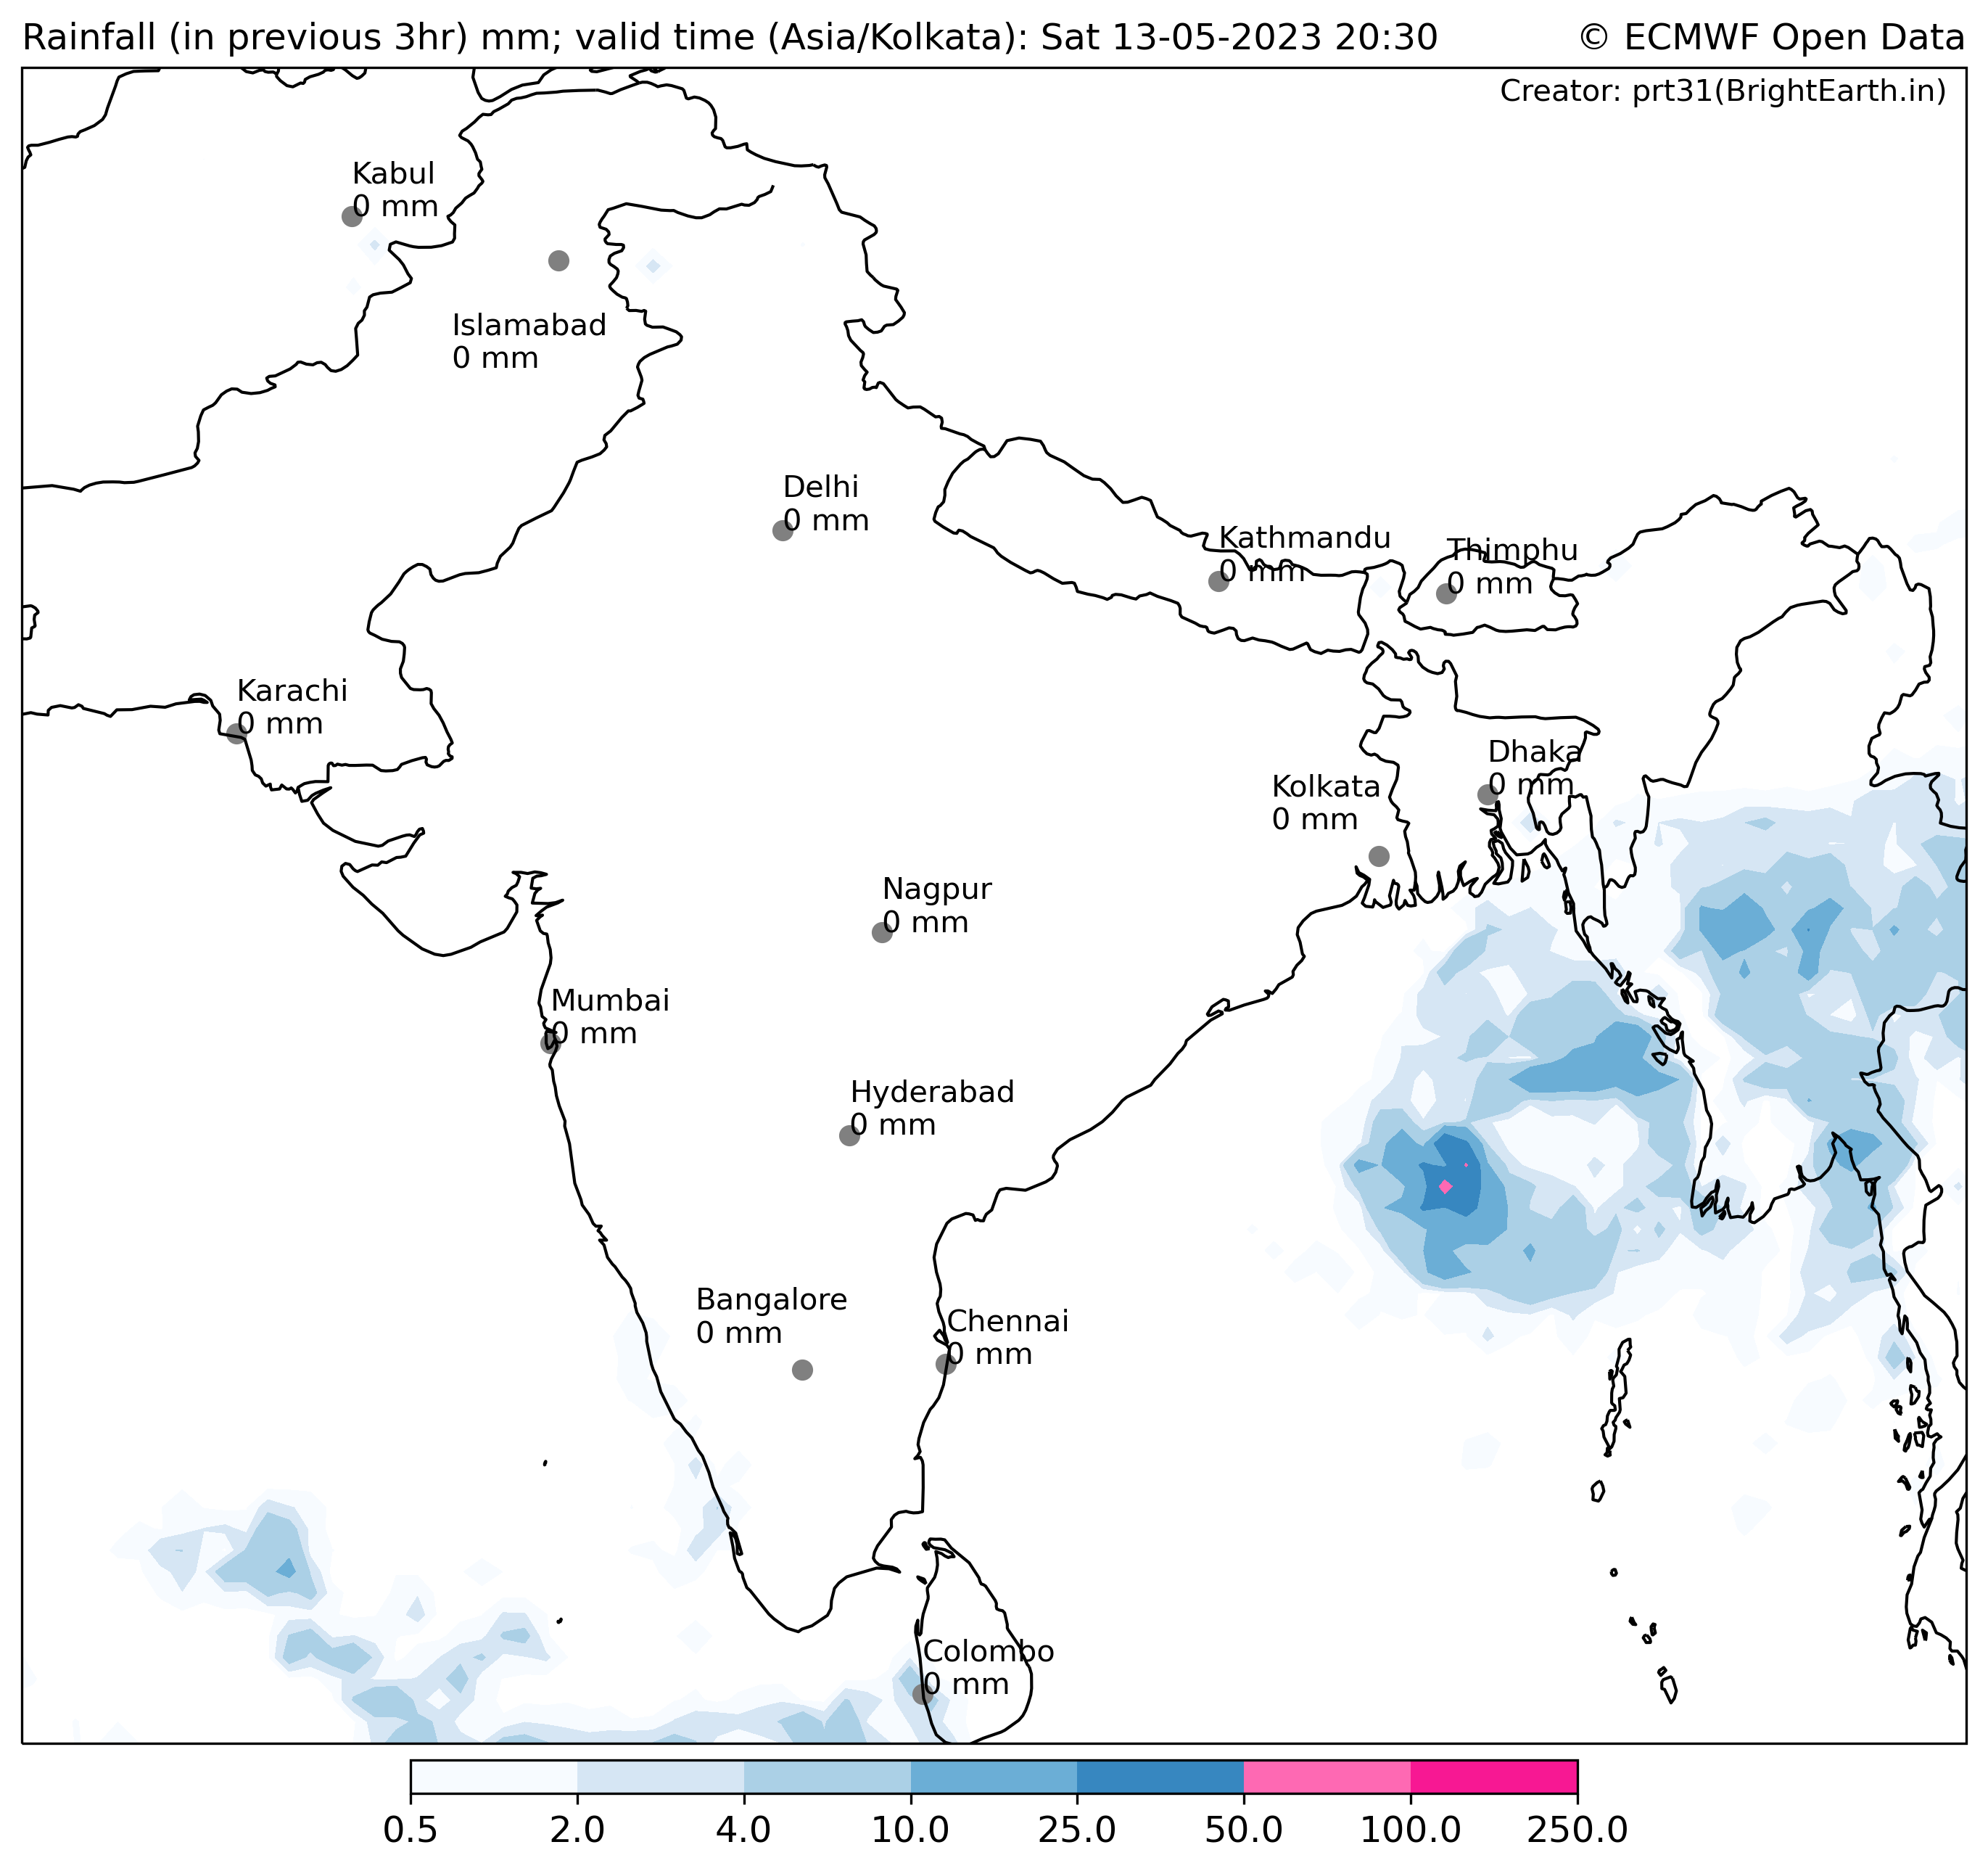 Rainfall (in previous 3hr) mm; valid time (Asia/Kolkata): Sat 13-05-2023 20:30
© ECMWF Open Data
Creator: prt31(BrightEarth.in)
Kabul
0 mm
Islamabad
0 mm
Delhi
0 mm
Kathmandu
0 mm
Thimphu
0 mm
Karachi
0 mm
Dhaka
0 mm
Kolkata
0 mm
Nagpur
0 mm
Mumbai
0 mm
Hyderabad
0 mm
Bangalore
0 mm
Chennai
0 mm
Colombo
0 mm
0.5 2.0 4.0 10.0 25.0 50.0 100.0 250.0